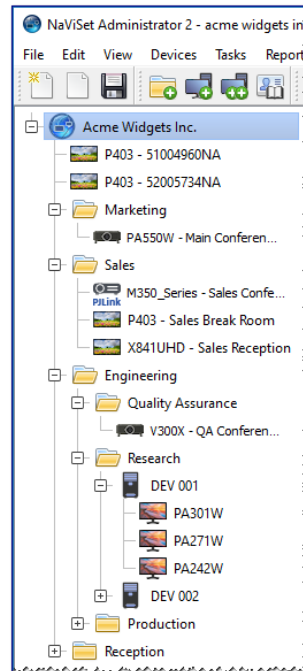 NaViSet Administrator 2 - acme widgets in
File Edit View Devices Tasks Report
Acme Widgets Inc.
P403 - 51004960NA
P403 - 52005734NA
Marketing
PA550W - Main Conferen...
Sales
PJLink M350_Series - Sales Confe...
P403 - Sales Break Room
X841UHD - Sales Reception
Engineering
Quality Assurance
V300X - QA Conferen...
Research
DEV 001
PA301W
PA271W
PA242W
DEV 002
Production
Reception